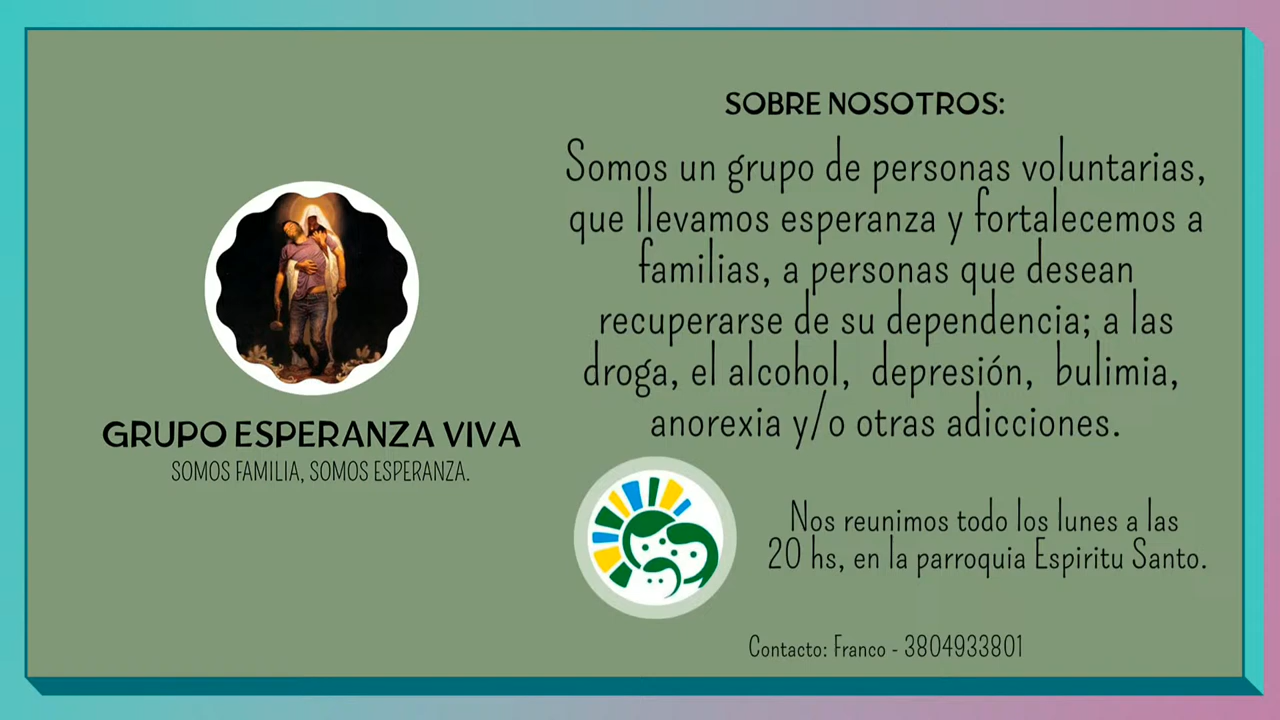 GRUPO ESPERANZA VIVA
SOMOS FAMILIA, SOMOS ESPERANZA.
SOBRE NOSOTROS:
Somos un grupo de personas voluntarias,
que llevamos esperanza y fortalecemos a
familias, a personas que desean
recuperarse de su dependencia; a las
droga, el alcohol, depresión, bulimia,
anorexia y/o otras adicciones.
Nos reunimos todo los lunes a las
20 hs, en la parroquia Espiritu Santo.
Contacto: Franco - 3804933801